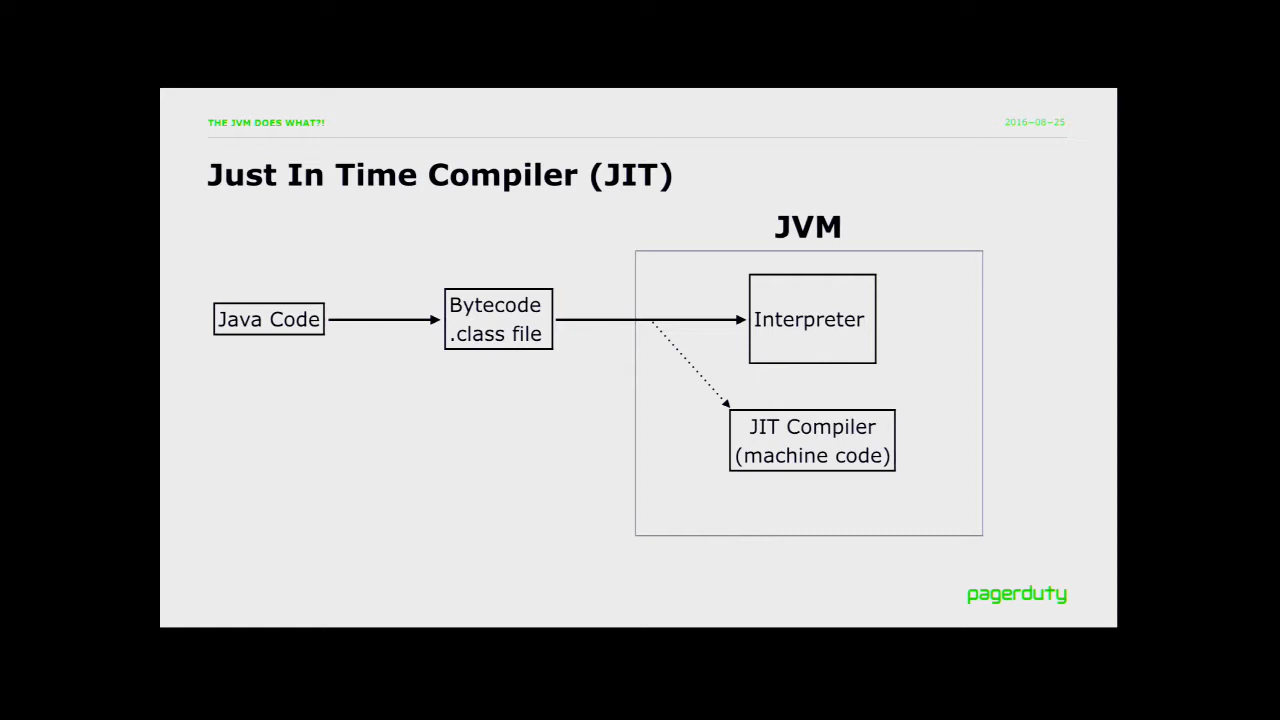 THE JVM DOES WHAT?!
2016-08-25
Just In Time Compiler (JIT)
JVM
Java Code
Bytecode
.class file
Interpreter
JIT Compiler
(machine code)
pagerduty